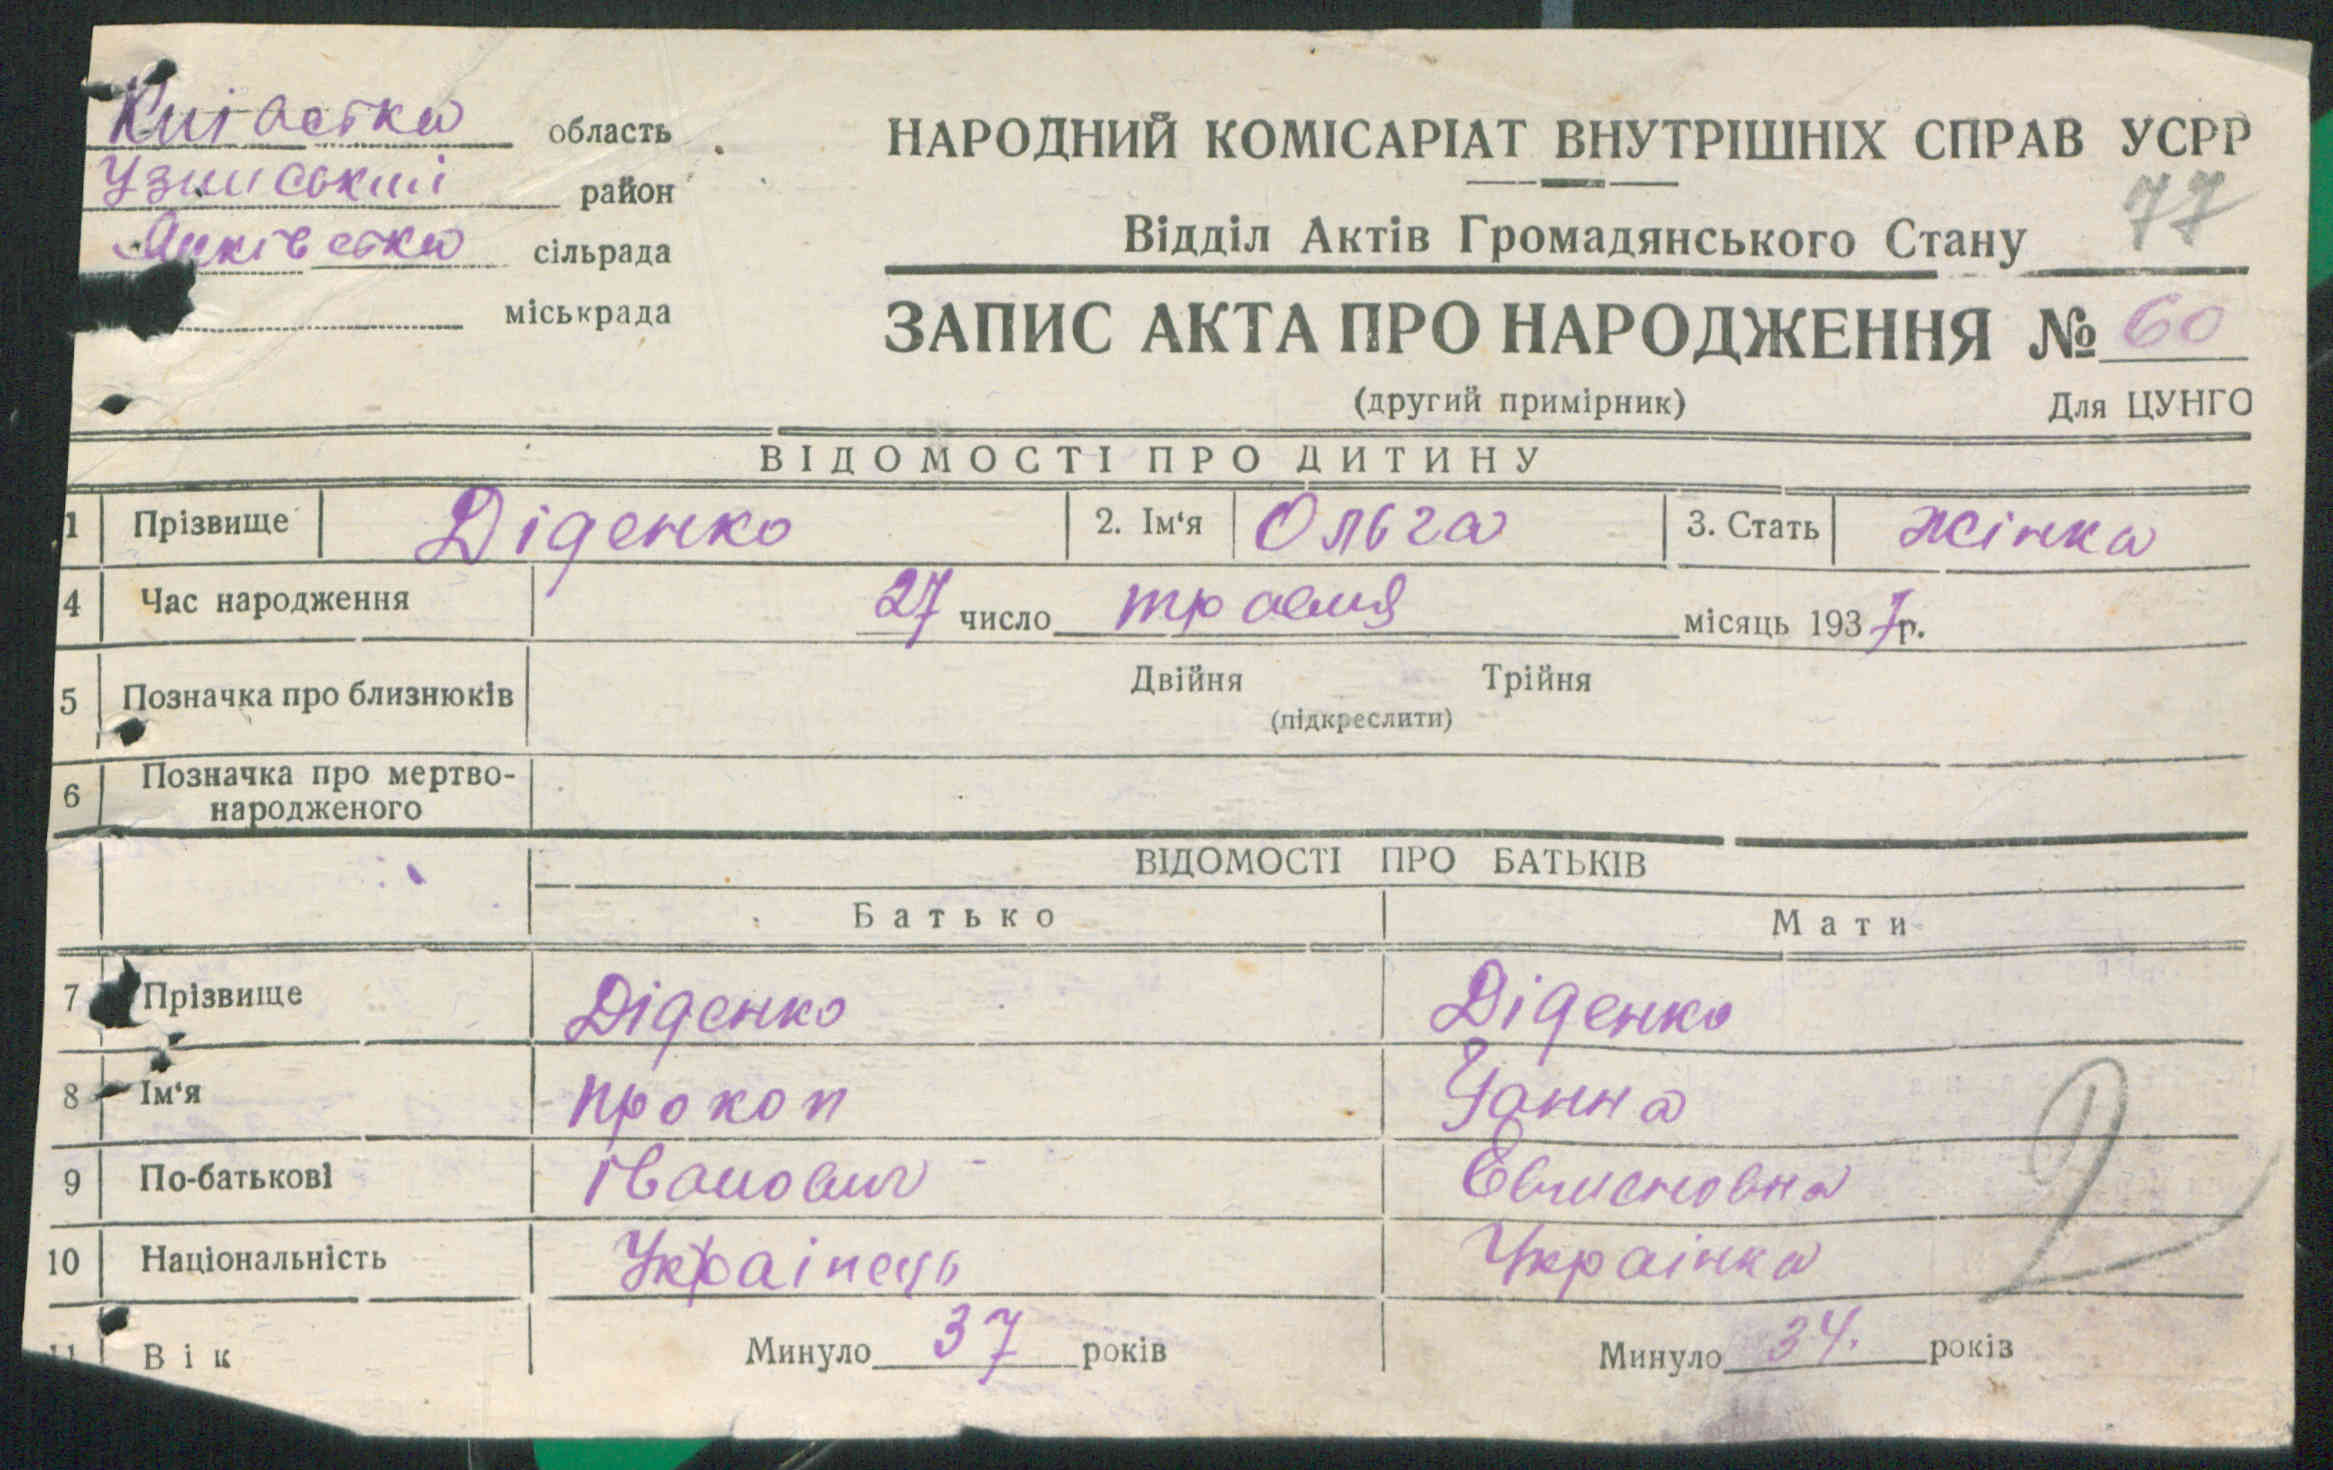 Київська область
Узинський район
Янківська сільрада
міськрада
НАРОДНИЙ КОМІСАРІАТ ВНУТРІШНІХ СПРАВ УСРР
77
Відділ Актів Громадянського Стану
ЗАПИС АКТА ПРО НАРОДЖЕННЯ № 60
(другий примірник) Для ЦУНГО
ВІДОМОСТІ ПРО ДИТИНУ
1 Прізвище Діденко 2. Ім‘я Ольга 3. Стать жінка
4 Час народження 27 число травня місяць 1937р.
5 Позначка про близнюків Двійня Трійня
(підкреслити)
6 Позначка про мертво-
народженого
ВІДОМОСТІ ПРО БАТЬКІВ
Батько Мати
7 Прізвище Діденко Діденко
8 Ім‘я Прокоп Ганна
9 По-батькові Іванович
10 Національність Украінець Украінка
11 Вік Минуло 37 років Минуло 34. років
2